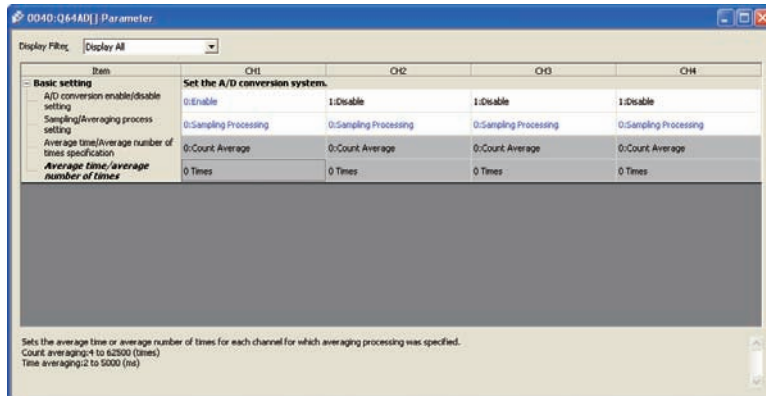 0040:Q64AD[]-Parameter
Display Filter Display All
Item CH1 CH2 CH3 CH4
Basic setting Set the A/D conversion system.
A/D conversion enable/disable setting 0:Enable 1:Disable 1:Disable 1:Disable
Sampling/Averaging process setting 0:Sampling Processing 0:Sampling Processing 0:Sampling Processing 0:Sampling Processing
Average time/Average number of times specification 0:Count Average 0:Count Average 0:Count Average 0:Count Average
Average time/average number of times 0 Times 0 Times 0 Times 0 Times
Sets the average time or average number of times for each channel for which averaging processing was specified.
Count averaging:4 to 62500 (times)
Time averaging:2 to 5000 (ms)